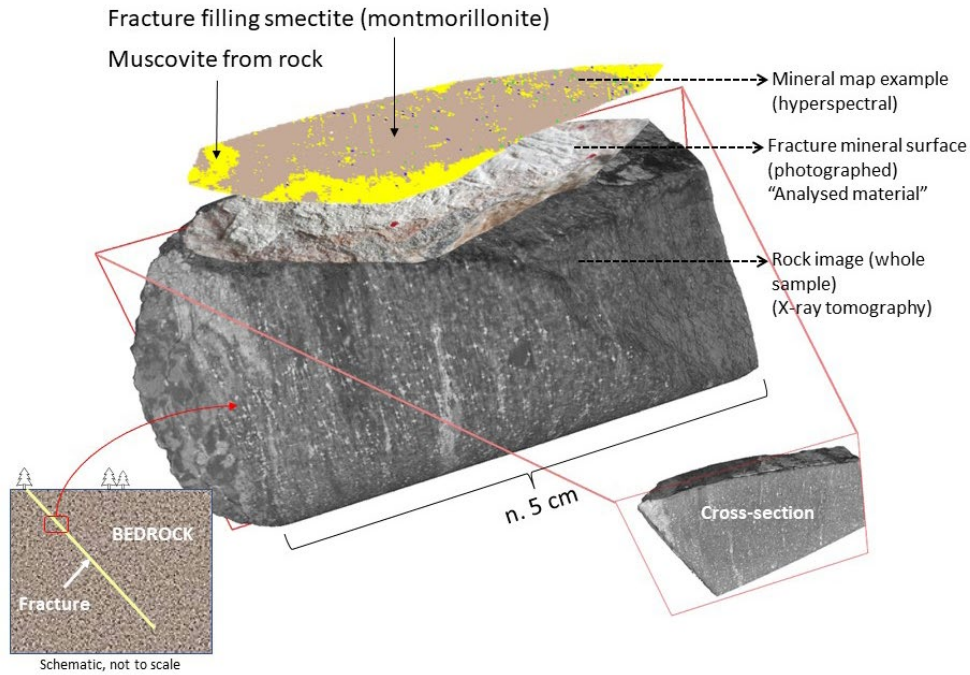 Fracture filling smectite (montmorillonite)
Muscovite from rock
Mineral map example
(hyperspectral)
Fracture mineral surface
(photographed)
“Analysed material”
Rock image (whole
sample)
(X-ray tomography)
n. 5 cm
Cross-section
BEDROCK
Fracture
Schematic, not to scale